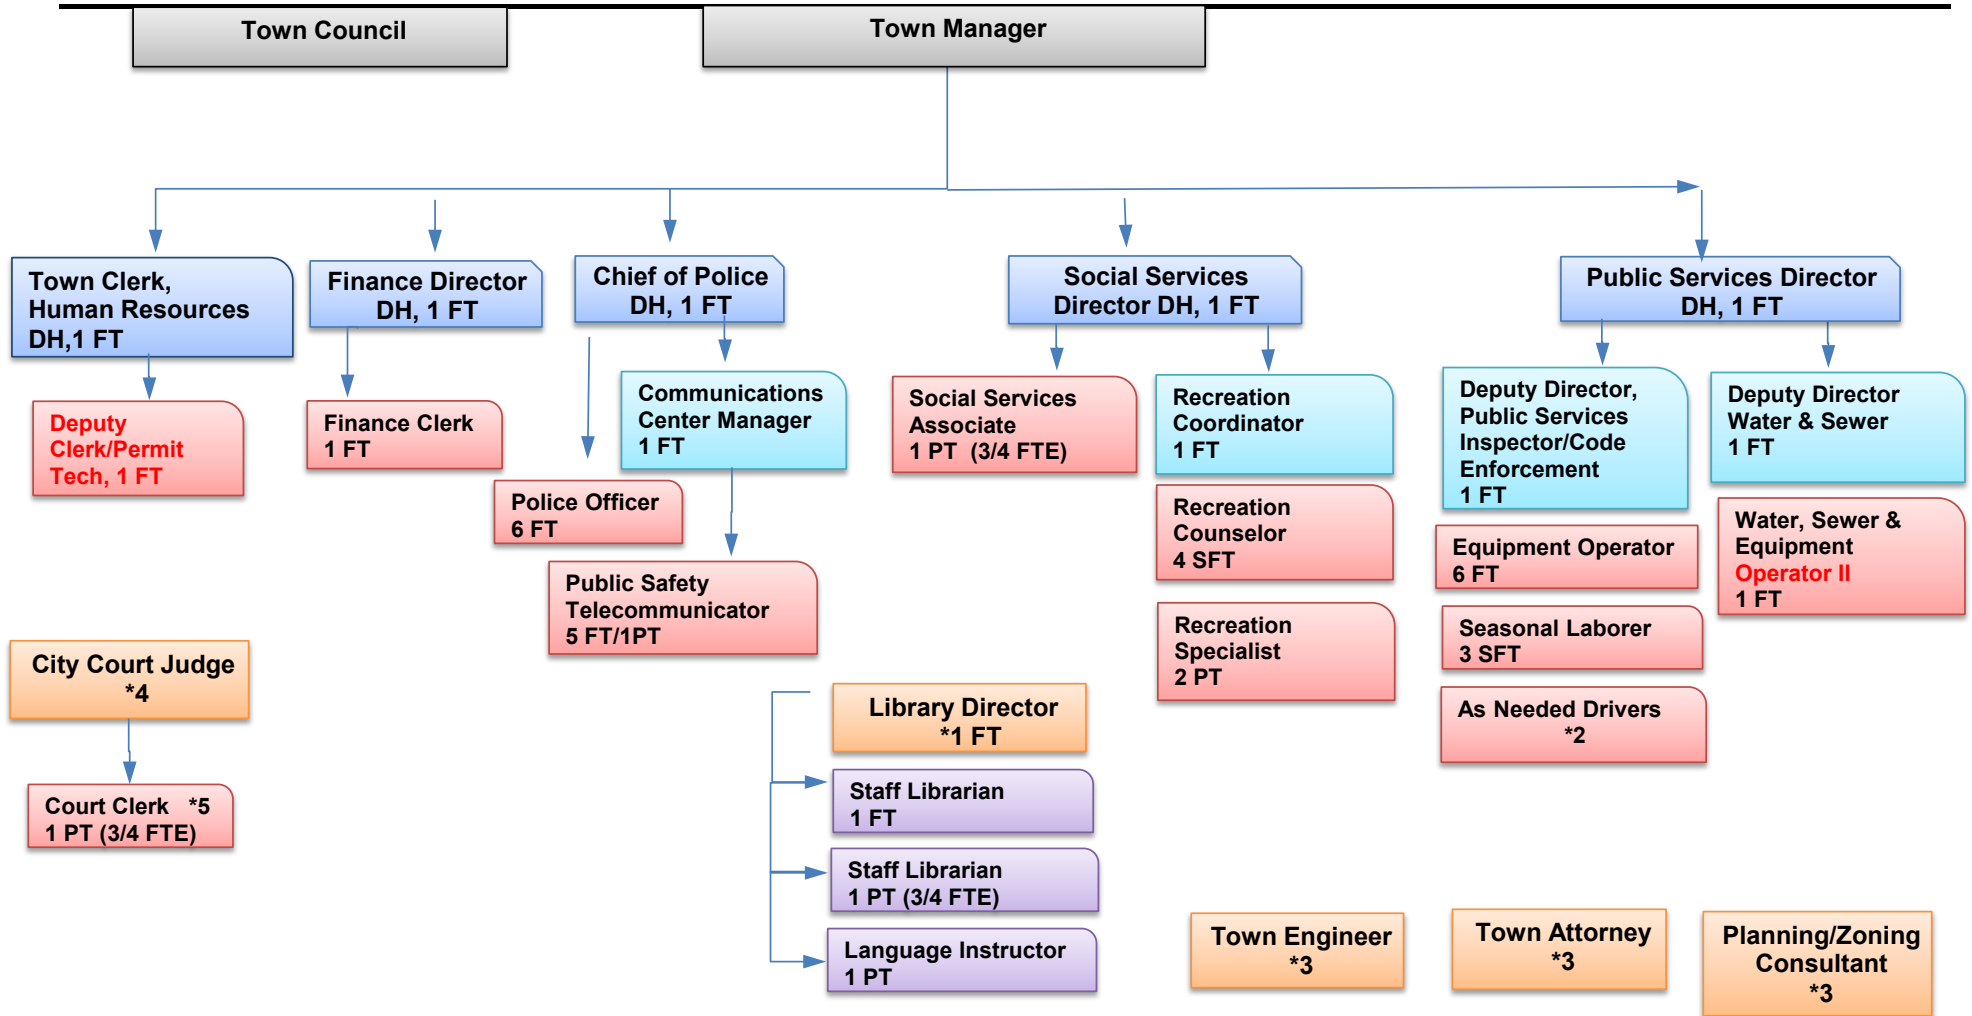 Town Council
Town Manager
Town Clerk,
Human Resources
DH,1 FT
Finance Director
DH, 1 FT
Chief of Police
DH, 1 FT
Social Services
Director DH, 1 FT
Public Services Director
DH, 1 FT
Deputy
Clerk/Permit
Tech, 1 FT
Finance Clerk
1 FT
Communications
Center Manager
1 FT
Police Officer
6 FT
Public Safety
Telecommunicator
5 FT/1PT
Social Services
Associate
1 PT (3/4 FTE)
Recreation
Coordinator
1 FT
Recreation
Counselor
4 SFT
Recreation
Specialist
2 PT
Deputy Director,
Public Services
Inspector/Code
Enforcement
1 FT
Equipment Operator
6 FT
Seasonal Laborer
3 SFT
As Needed Drivers
*2
Deputy Director
Water & Sewer
1 FT
Water, Sewer &
Equipment
Operator II
1 FT
City Court Judge
*4
Court Clerk *5
1 PT (3/4 FTE)
Library Director
*1 FT
Staff Librarian
1 FT
Staff Librarian
1 PT (3/4 FTE)
Language Instructor
1 PT
Town Engineer
*3
Town Attorney
*3
Planning/Zoning
Consultant
*3